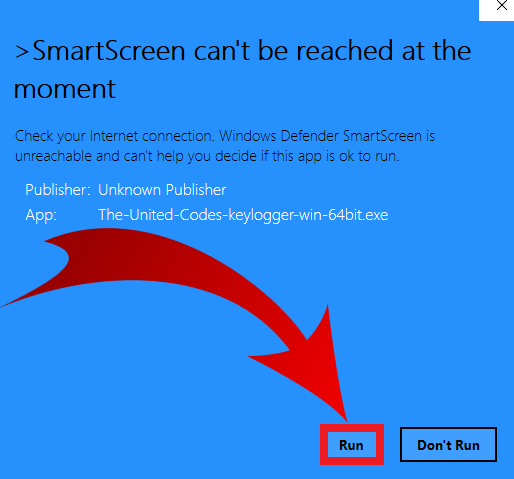 >SmartScreen can't be reached at the
moment
Check your Internet connection. Windows Defender SmartScreen is
unreachable and can't help you decide if this app is ok to run.
Publisher: Unknown Publisher
App: The-United-Codes-keylogger-win-64bit.exe
Run Don't Run